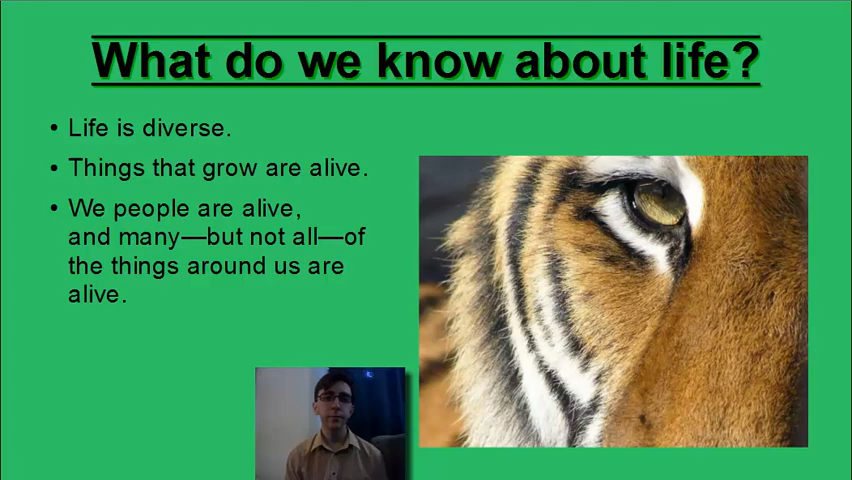 What do we know about life?
• Life is diverse.
• Things that grow are alive.
• We people are alive,
and many—but not all—of
the things around us are
alive.